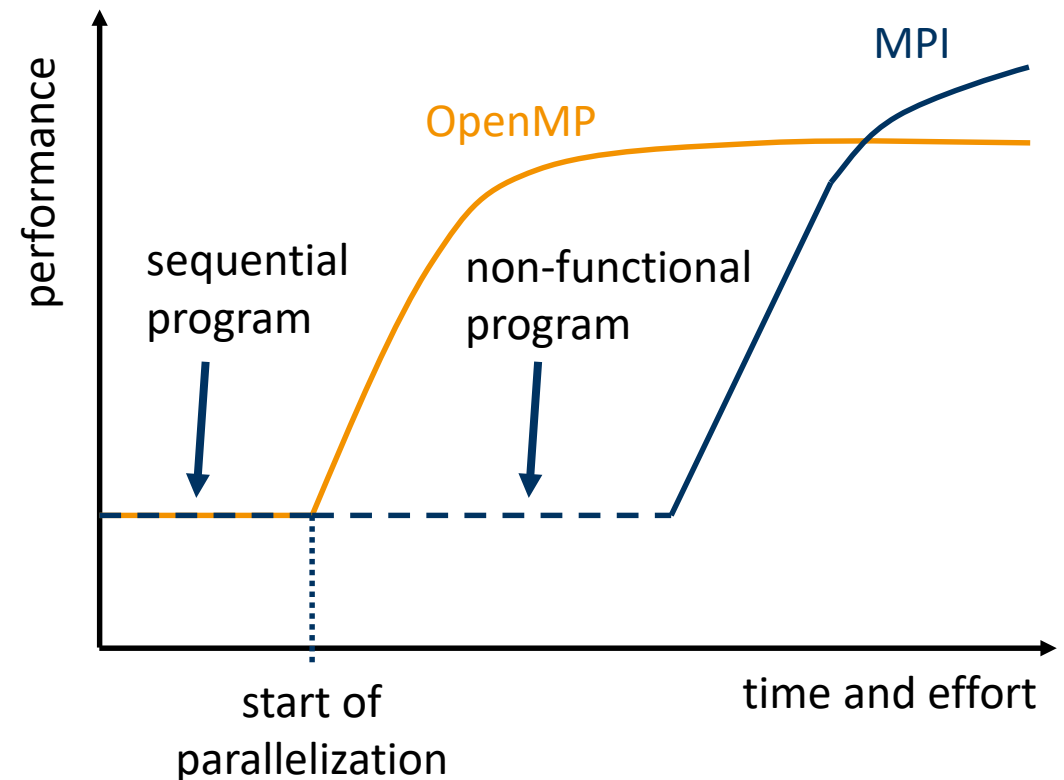 MPI
OpenMP
performance
sequential
program
non-functional
program
start of
parallelization
time and effort